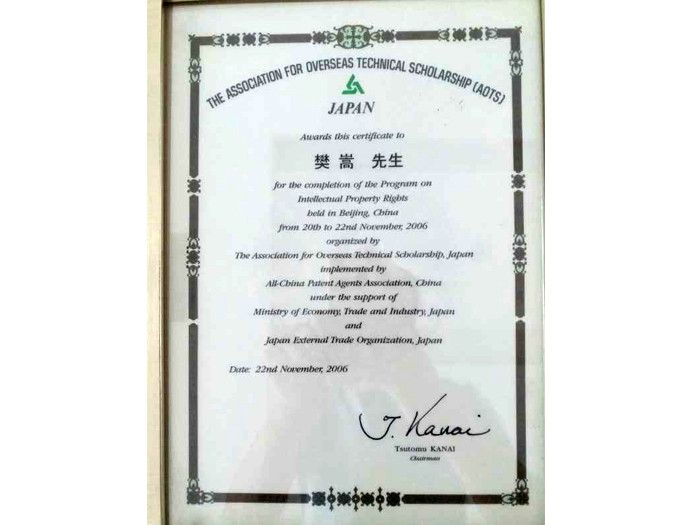 THE ASSOCIATION FOR OVERSEAS TECHNICAL SCHOLARSHIP (AOTS)
JAPAN
Awards this certificate to
樊嵩 先生
for the completion of the Program on
Intellectual Property Rights
held in Beijing, China
from 20th to 22nd November, 2006
organized by
The Association for Overseas Technical Scholarship, Japan
implemented by
All-China Patent Agents Association, China
under the support of
Ministry of Economy, Trade and Industry, Japan
and
Japan External Trade Organization, Japan
Date: 22nd November, 2006
T. Kanai
Tsutomu KANAI
Chairman